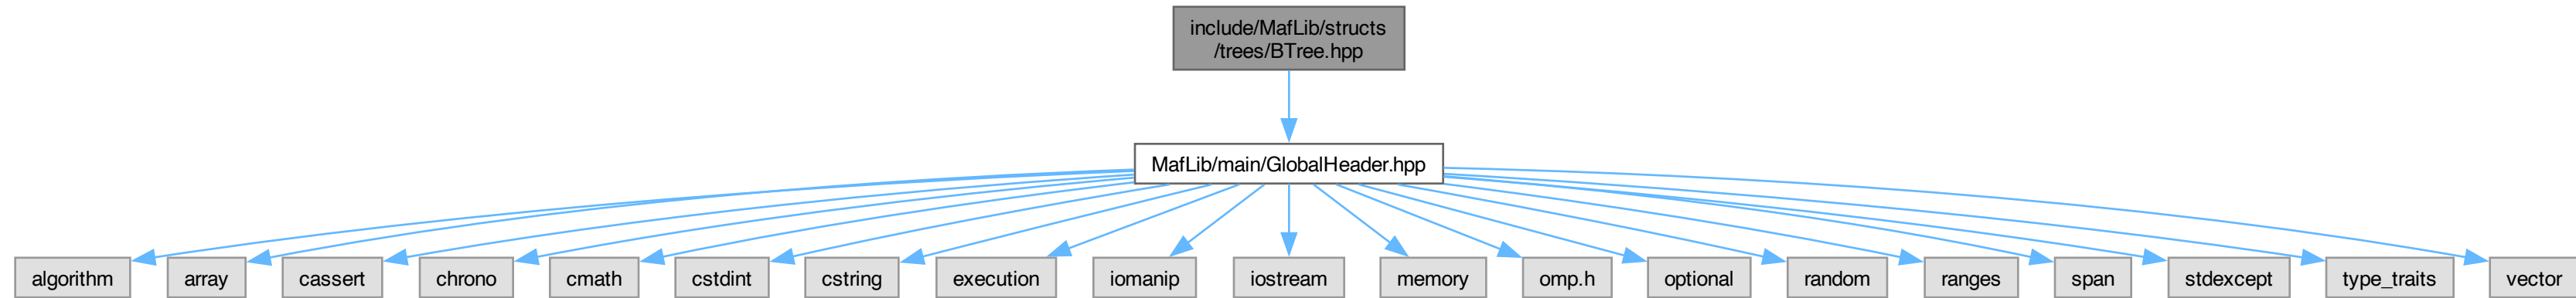 include/MafLib/structs
/trees/BTree.hpp
MafLib/main/GlobalHeader.hpp
algorithm
array
cassert
chrono
cmath
cstdint
cstring
execution
iomanip
iostream
memory
omp.h
optional
random
ranges
span
stdexcept
type_traits
vector